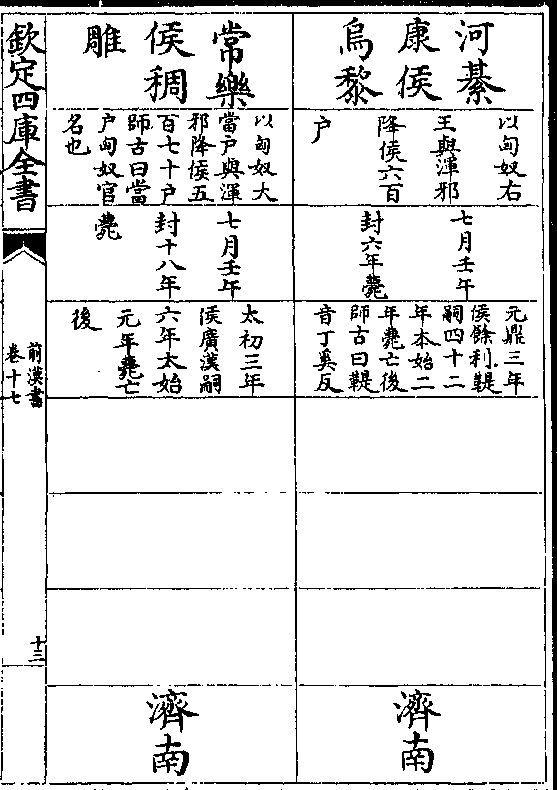 河綦
康侯
烏黎
以匈奴右
王與渾邪
降侯六百
户
七月壬午
封六年薨
元鼎三年
侯餘利鞮
嗣四十二
年本始二
年薨亡後
師古曰鞮
音丁奚反
濟南
常樂
侯稠
雕
以匈奴大
當户與渾
邪降侯五
百七十户
師古曰當
户匈奴官
名也
七月壬午
封十八年
薨
太初三年
侯廣漢嗣
六年太始
元年薨亡
後
濟南
欽定四庫全書
前漢書
卷十七
十三